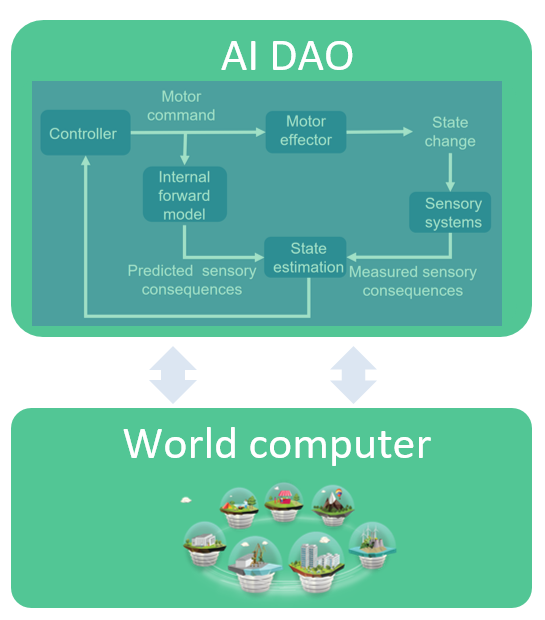 AI DAO
Motor
command
Controller
Motor
effector
State
change
Internal
forward
model
Sensory
systems
State
estimation
Predicted sensory
consequences
Measured sensory
consequences
World computer